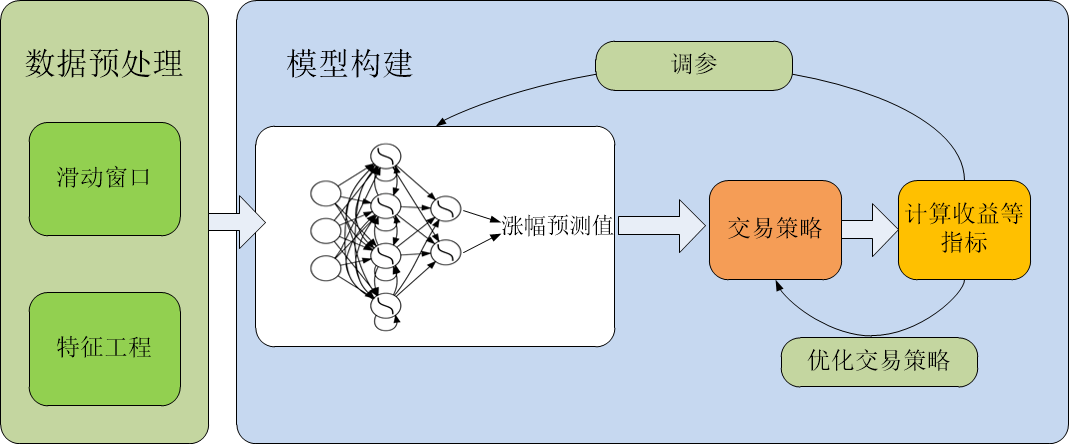 数据预处理
滑动窗口
特征工程
模型构建
调参
涨幅预测值
交易策略
计算收益等
指标
优化交易策略